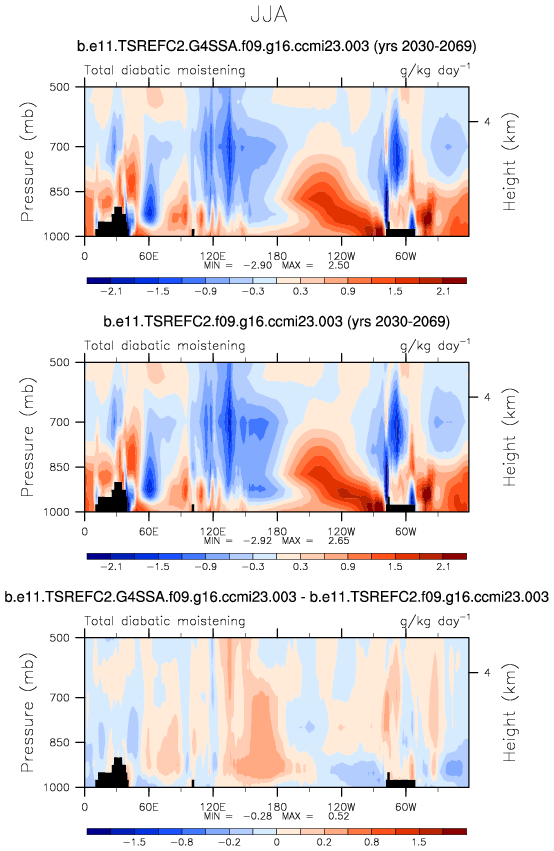 JJA
b.e11.TSREFC2.G4SSA.f09.g16.ccmi23.003 (yrs 2030-2069)
Total diabatic moistening g/kg day⁻¹
500
700
850
1000
Pressure (mb)
4
Height (km)
0 60E 120E 180 120W 60W
MIN = −2.90 MAX = 2.50
−2.1 −1.5 −0.9 −0.3 0.3 0.9 1.5 2.1
b.e11.TSREFC2.f09.g16.ccmi23.003 (yrs 2030-2069)
Total diabatic moistening g/kg day⁻¹
500
700
850
1000
Pressure (mb)
4
Height (km)
0 60E 120E 180 120W 60W
MIN = −2.92 MAX = 2.65
−2.1 −1.5 −0.9 −0.3 0.3 0.9 1.5 2.1
b.e11.TSREFC2.G4SSA.f09.g16.ccmi23.003 - b.e11.TSREFC2.f09.g16.ccmi23.003
Total diabatic moistening g/kg day⁻¹
500
700
850
1000
Pressure (mb)
4
Height (km)
0 60E 120E 180 120W 60W
MIN = −0.28 MAX = 0.52
−1.5 −0.8 −0.2 0 0.2 0.8 1.5